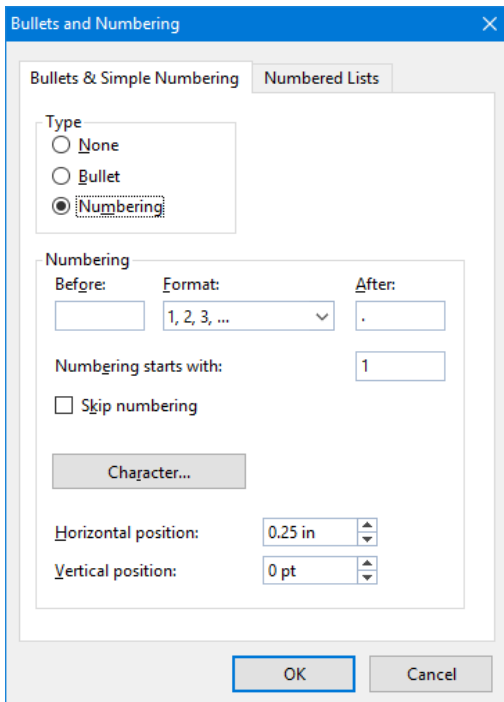 Bullets and Numbering
Bullets & Simple Numbering Numbered Lists
Type
None
Bullet
Numbering
Numbering
Before: Format: After:
1, 2, 3, ... .
Numbering starts with: 1
Skip numbering
Character...
Horizontal position: 0.25 in
Vertical position: 0 pt
OK Cancel